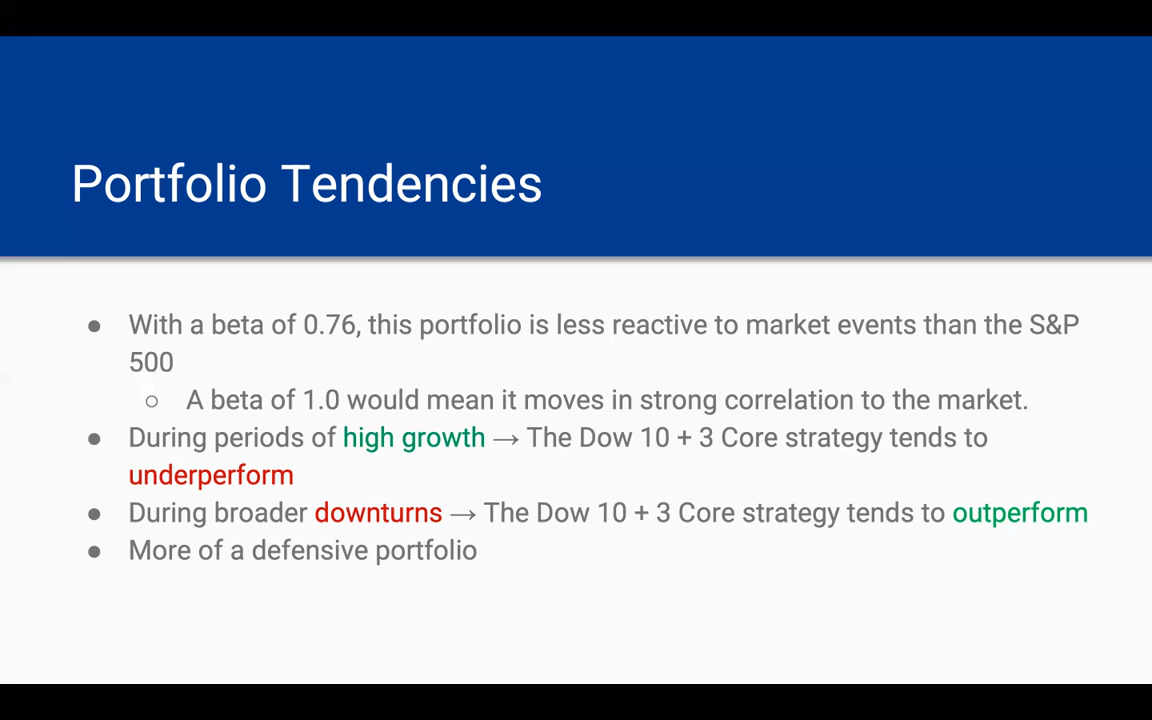 Portfolio Tendencies
● With a beta of 0.76, this portfolio is less reactive to market events than the S&P
500
○ A beta of 1.0 would mean it moves in strong correlation to the market.
● During periods of high growth → The Dow 10 + 3 Core strategy tends to
underperform
● During broader downturns → The Dow 10 + 3 Core strategy tends to outperform
● More of a defensive portfolio